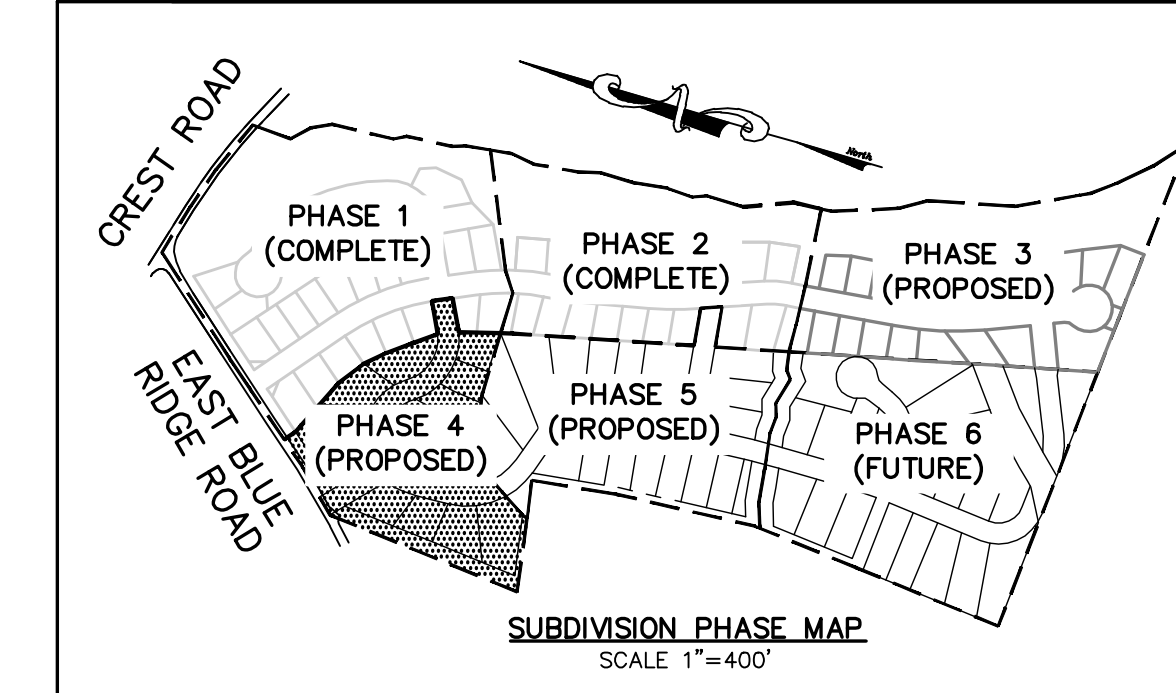 CREST ROAD
North
PHASE 1
(COMPLETE)
PHASE 2
(COMPLETE)
PHASE 3
(PROPOSED)
EAST BLUE
RIDGE ROAD
PHASE 4
(PROPOSED)
PHASE 5
(PROPOSED)
PHASE 6
(FUTURE)
SUBDIVISION PHASE MAP
SCALE 1"=400'